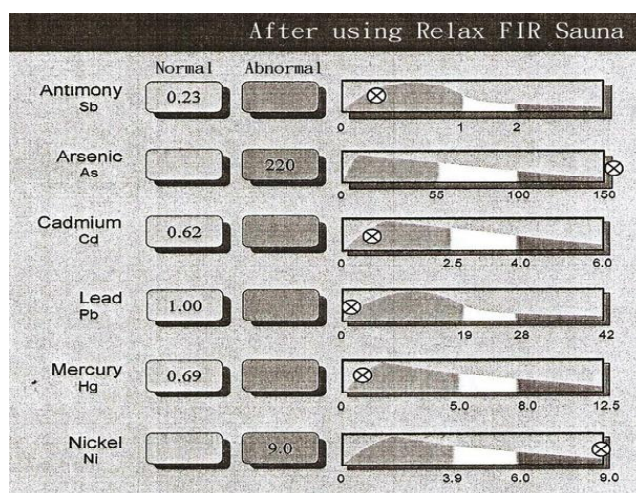 After using Relax FIR Sauna
Normal Abnormal
Antimony
Sb
0.23
0 1 2
Arsenic
As
220
0 55 100 150
Cadmium
Cd
0.62
0 2.5 4.0 6.0
Lead
Pb
1.00
0 19 28 42
Mercury
Hg
0.69
0 5.0 8.0 12.5
Nickel
Ni
9.0
0 3.9 6.0 9.0